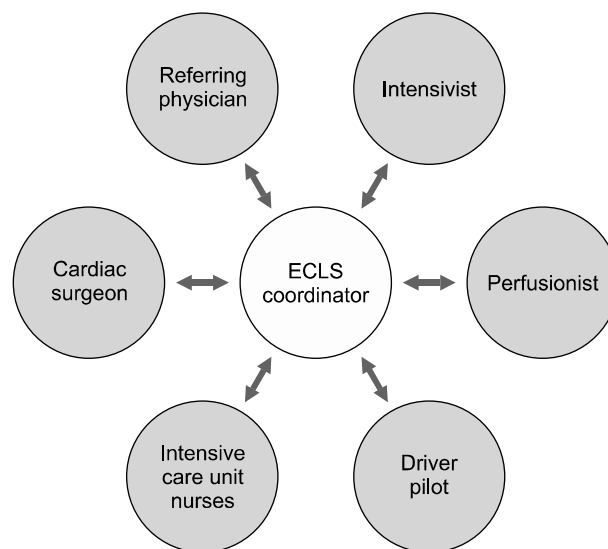 Referring
physician
Intensivist
Cardiac
surgeon
ECLS
coordinator
Perfusionist
Intensive
care unit
nurses
Driver
pilot